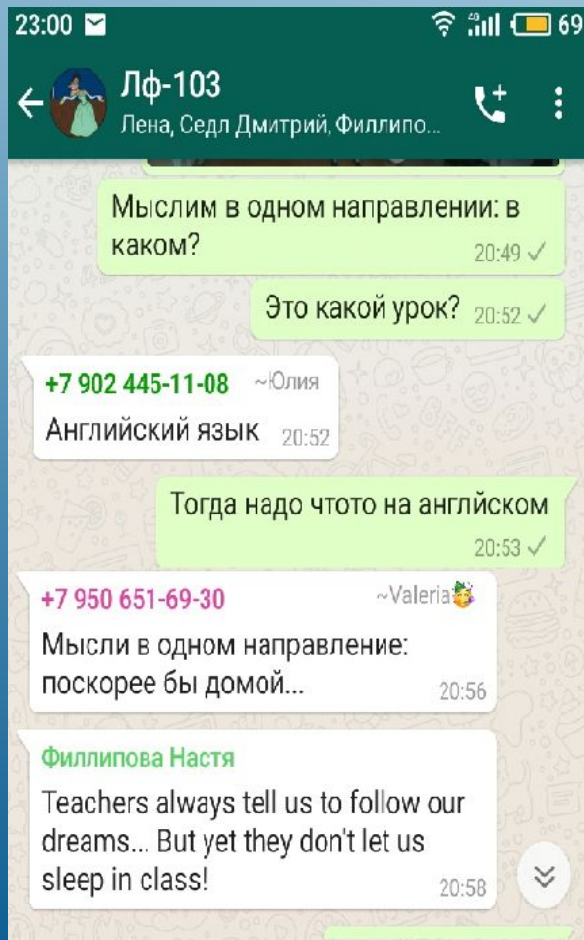 23:00 69
Лф-103
Лена, Седл Дмитрий, Филлипо...
Мыслим в одном направлении: в
каком?
20:49
Это какой урок? 20:52
+7 902 445-11-08 ~Юлия
Английский язык 20:52
Тогда надо чтото на англйском
20:53
+7 950 651-69-30 ~Valeria
Мысли в одном направление:
поскорее бы домой...
20:56
Филлипова Настя
Teachers always tell us to follow our
dreams... But yet they don't let us
sleep in class!
20:58